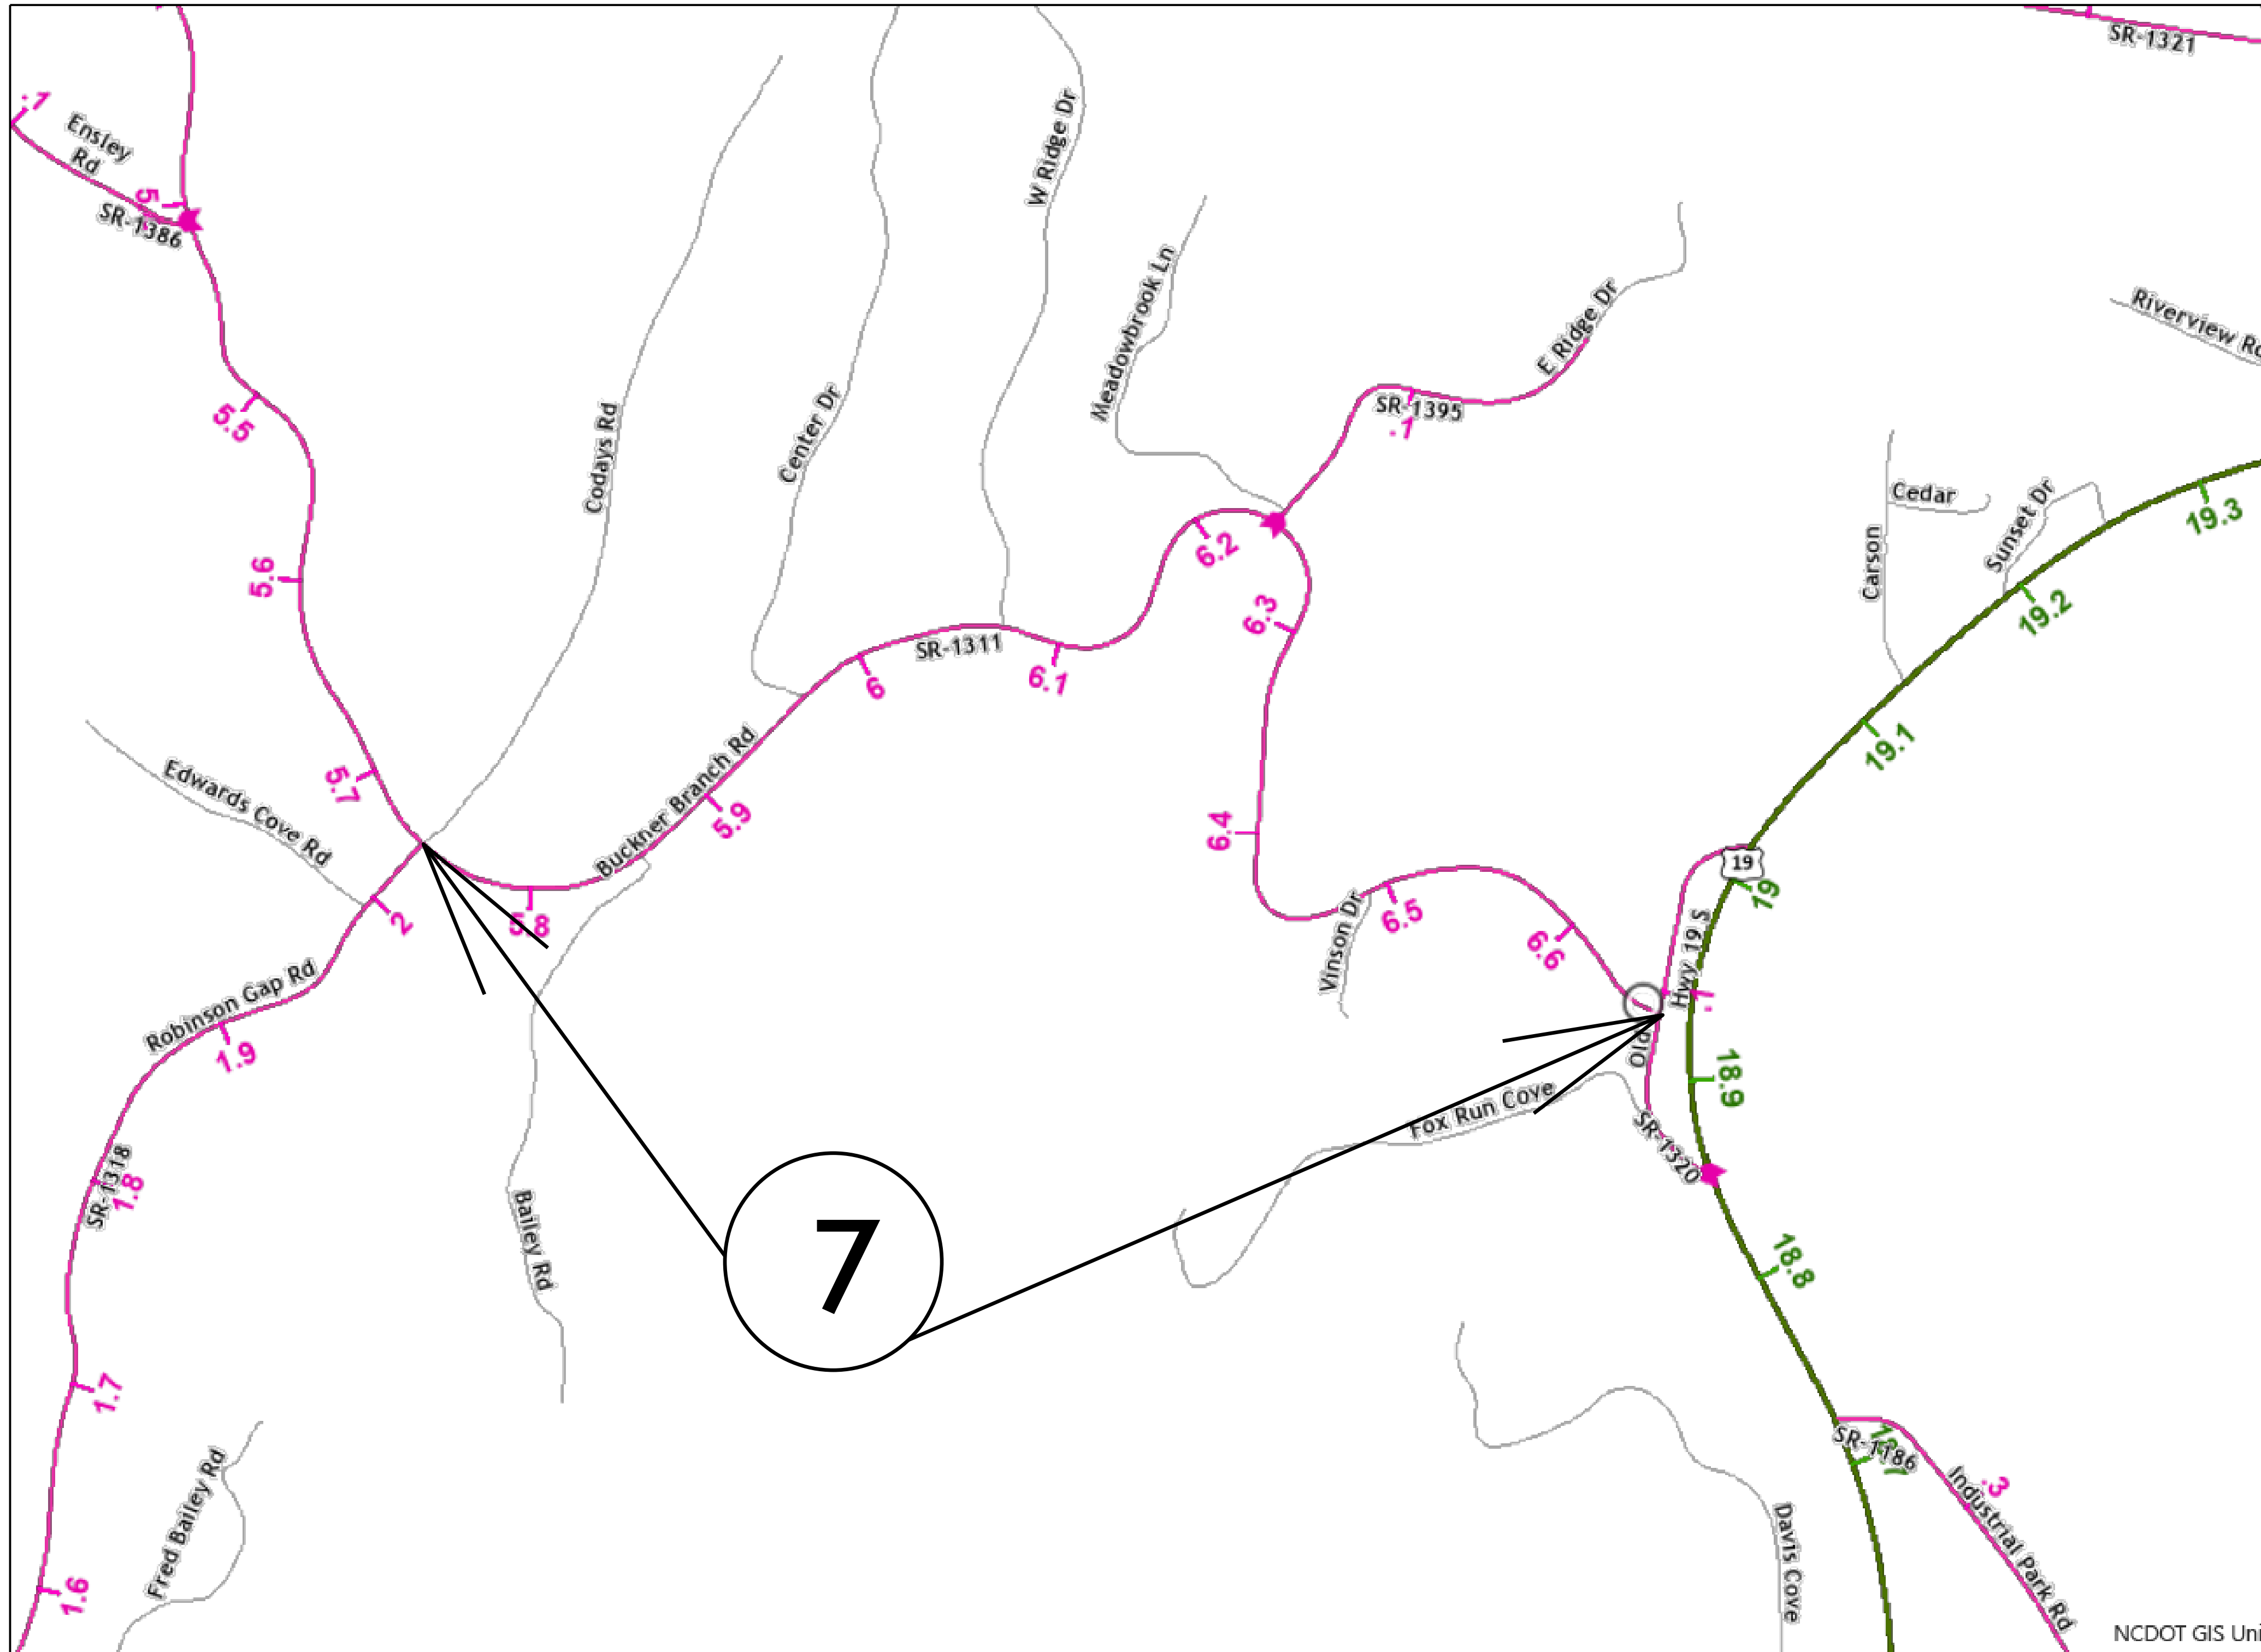 SR-1321
.1
Ensley
Rd
W Ridge Dr
SR-1386
Meadowbrook Ln
E Ridge Dr
Riverview
5.5
SR-1395
.1
Codays Rd
Center Dr
Cedar
Sunset Dr
19.3
Carson
5.6
6.2
6.3
19.2
SR-1311
6
6.1
19.1
Edwards Cove Rd
5.7
Buckner Branch Rd
5.9
6.4
19
19
2
5.8
Vinson Dr
6.5
6.6
Old Hwy 19 S
.1
Robinson Gap Rd
1.9
18.9
Fox Run Cove
SR-1320
SR-1318
1.8
Bailey Rd
7
18.8
1.7
SR-1186
.3
Industrial Park Rd
Fred Bailey Rd
Davis Cove
1.6
NCDOT GIS